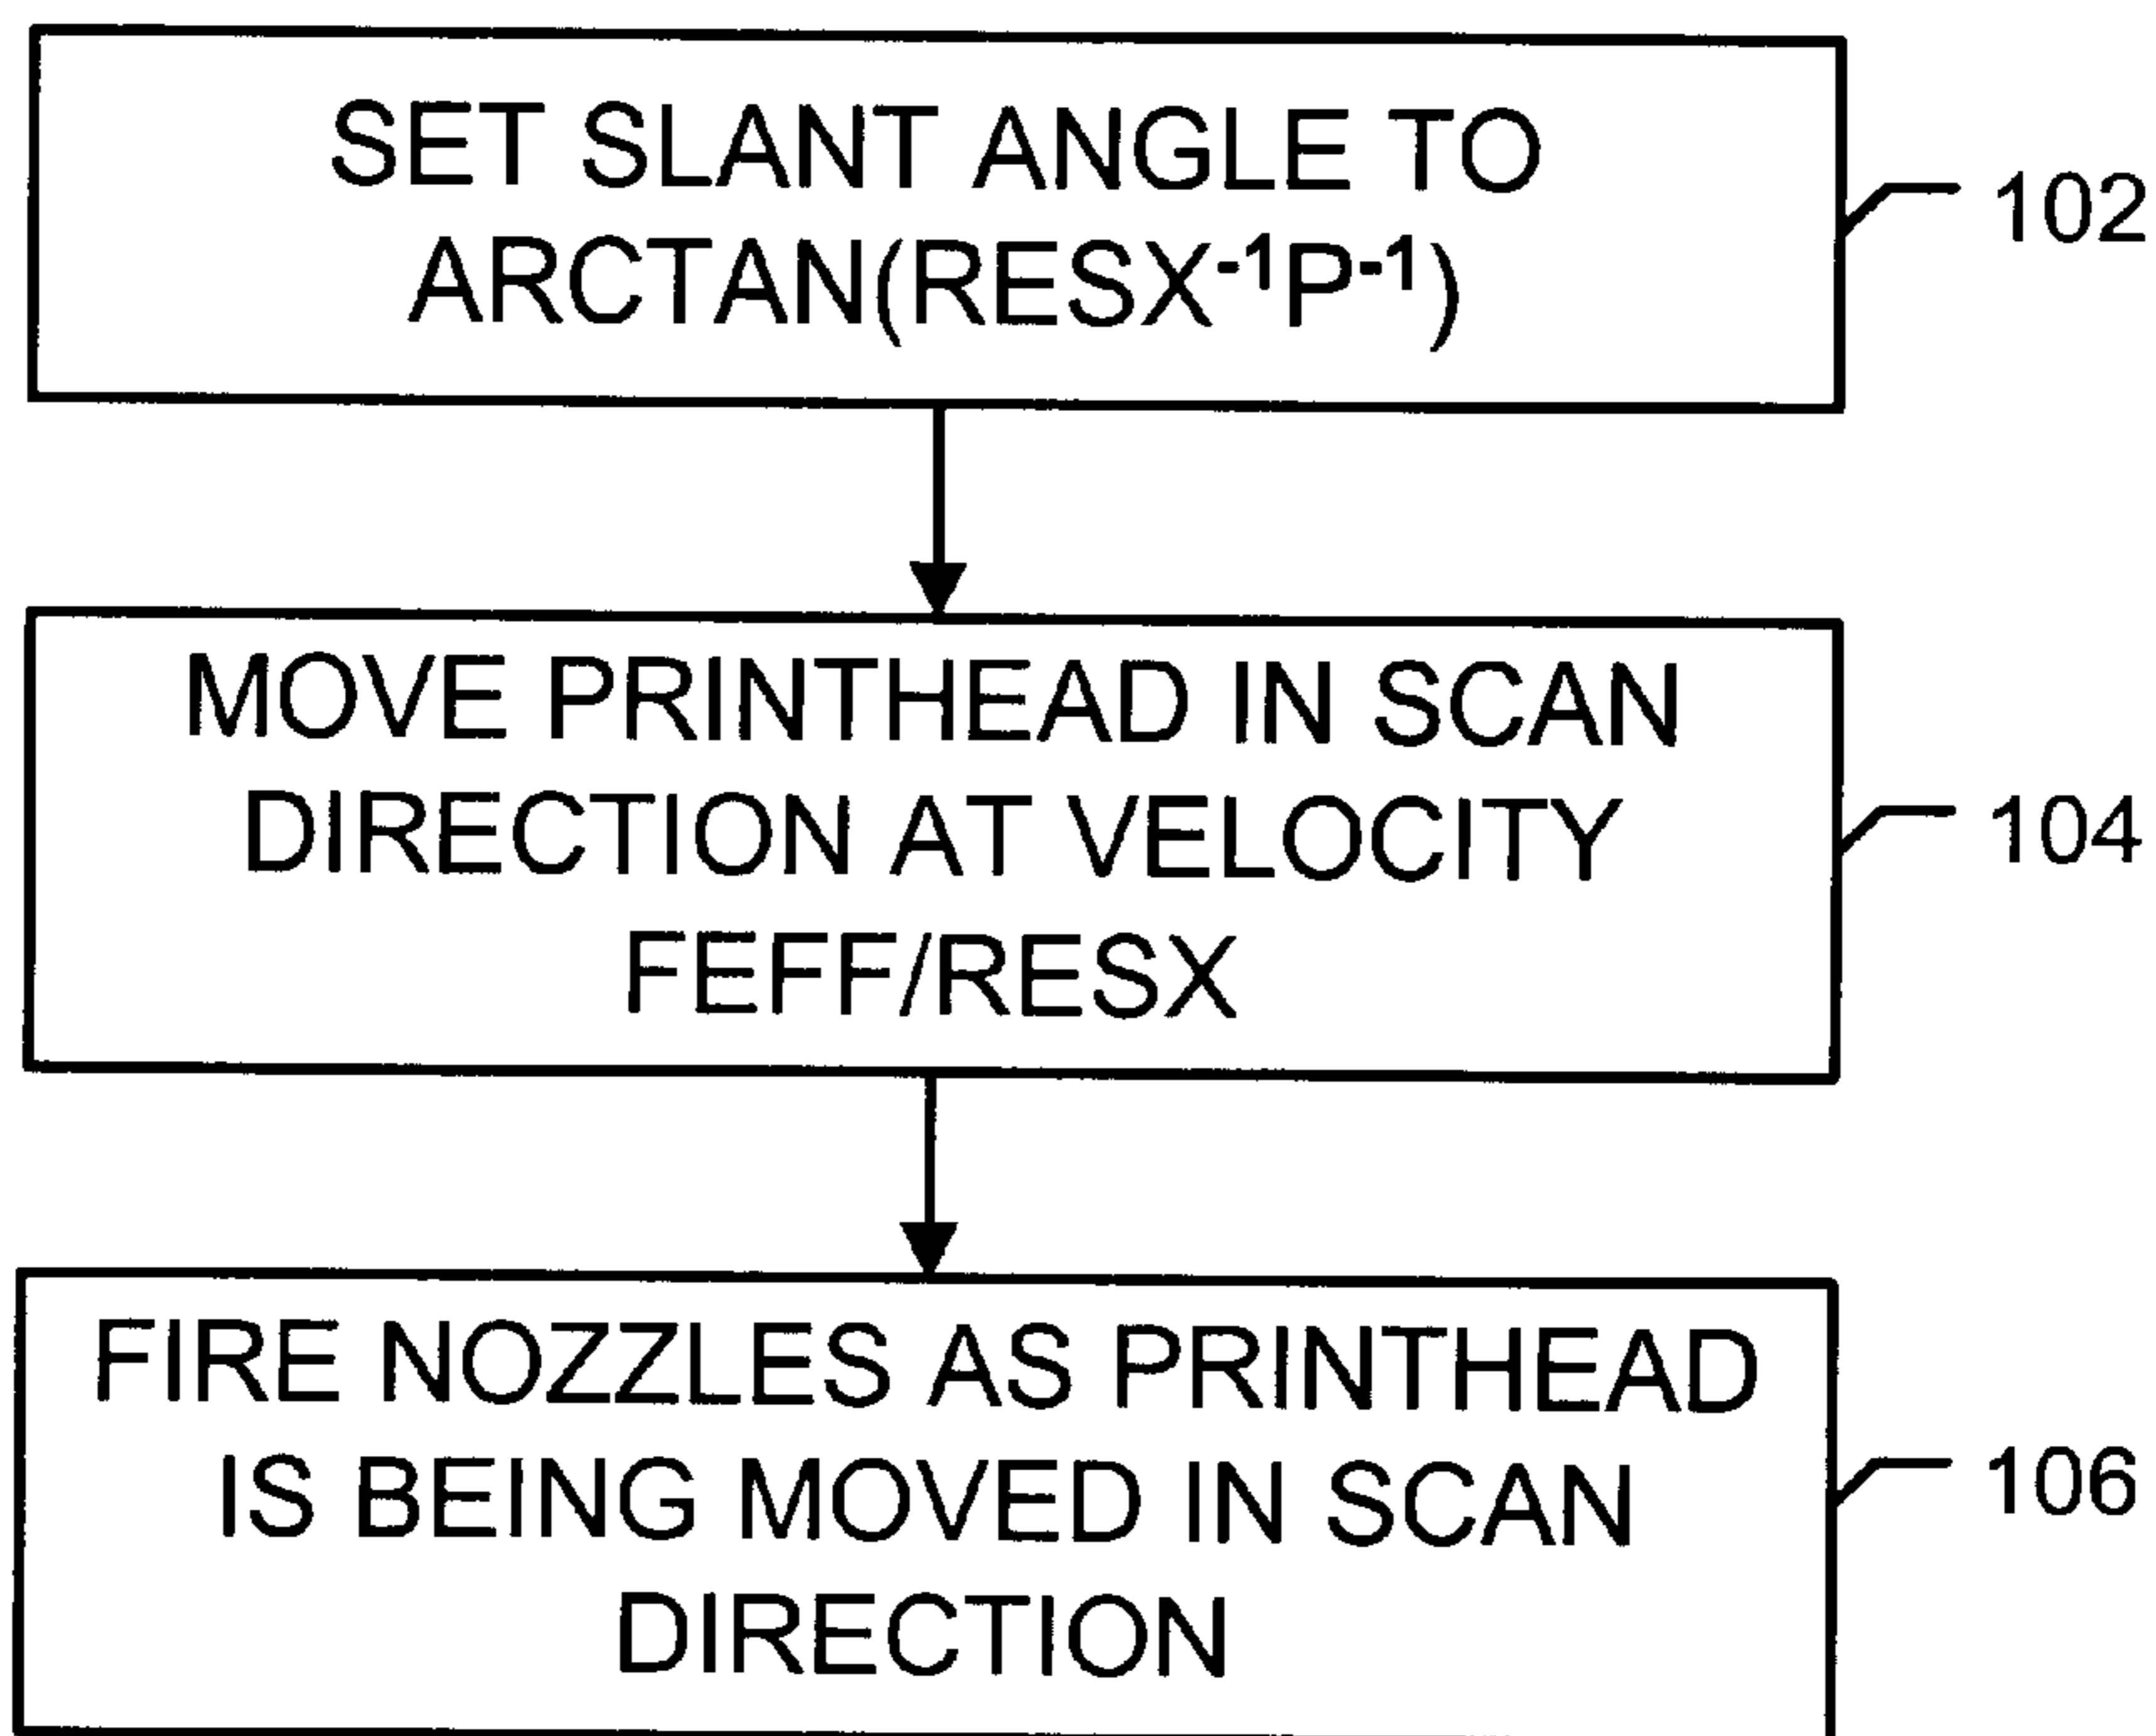 SET SLANT ANGLE TO
ARCTAN(RESX⁻¹P⁻¹)
102
MOVE PRINTHEAD IN SCAN
DIRECTION AT VELOCITY
FEFF/RESX
104
FIRE NOZZLES AS PRINTHEAD
IS BEING MOVED IN SCAN
DIRECTION
106